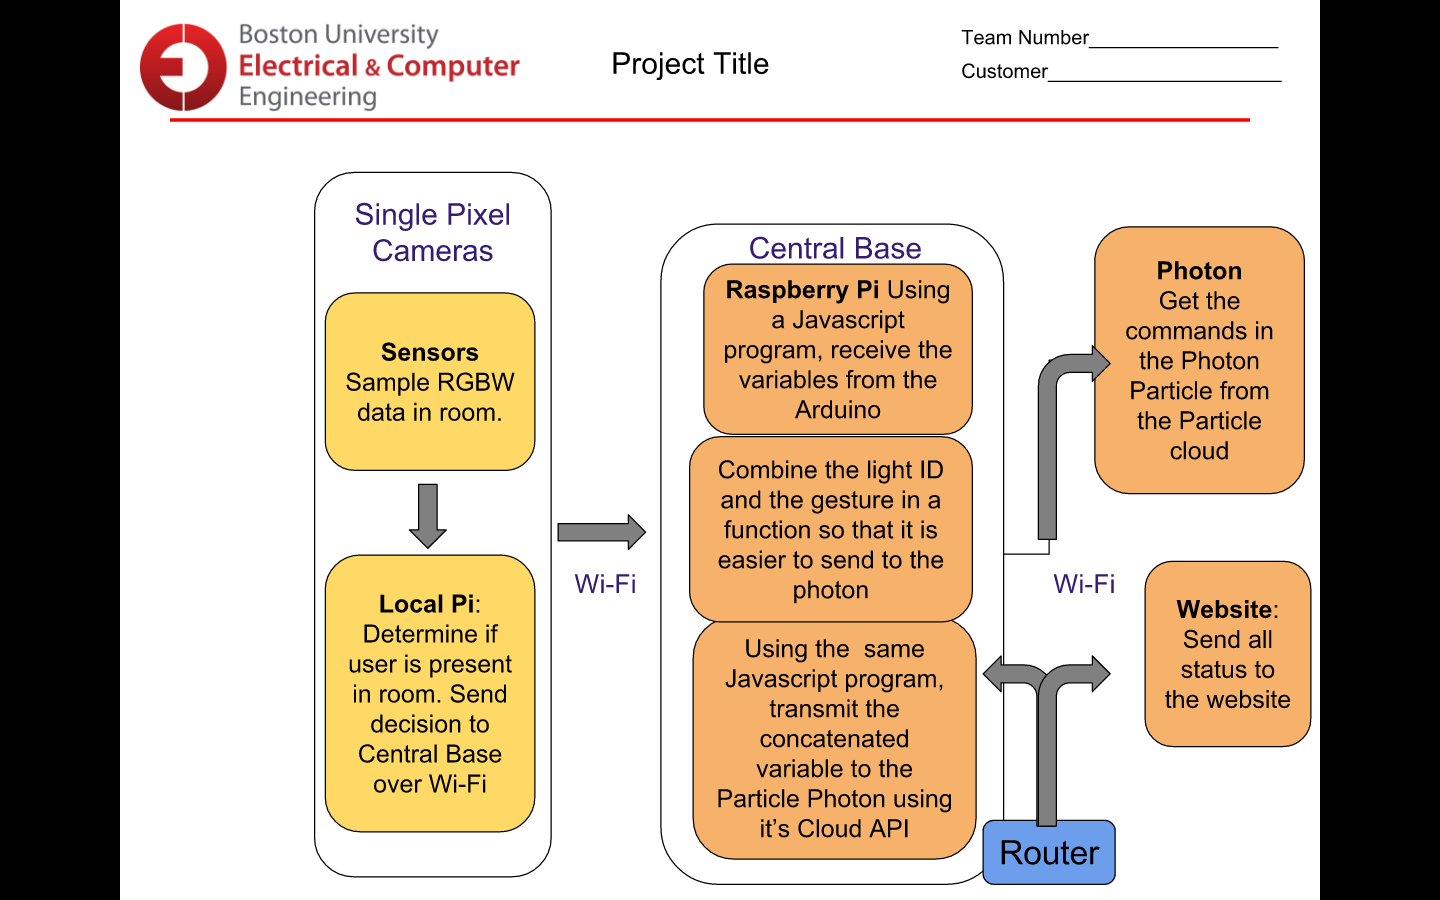 Boston University
Electrical & Computer
Engineering
Project Title
Team Number_________________
Customer_____________________
Single Pixel
Cameras
Sensors
Sample RGBW
data in room.
Local Pi:
Determine if
user is present
in room. Send
decision to
Central Base
over Wi-Fi
Wi-Fi
Central Base
Raspberry Pi Using
a Javascript
program, receive the
variables from the
Arduino
Combine the light ID
and the gesture in a
function so that it is
easier to send to the
photon
Using the  same
Javascript program,
transmit the
concatenated
variable to the
Particle Photon using
it’s Cloud API
Wi-Fi
Photon
Get the
commands in
the Photon
Particle from
the Particle
cloud
Website:
Send all
status to
the website
Router